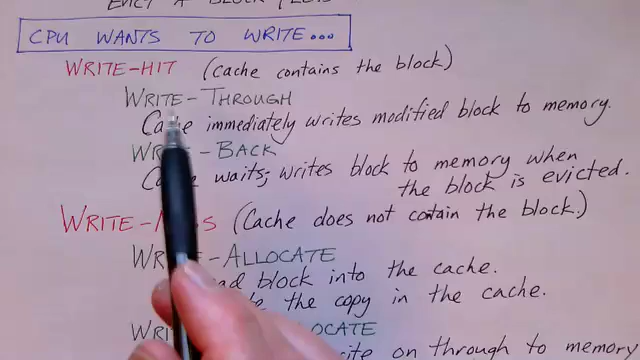 A BLOCK
CPU WANTS TO WRITE...
WRITE-HIT (cache contains the block)
WRITE-THROUGH
immediately writes modified block to memory.
BACK
waits; writes block to memory when
the block is evicted.
WRITE- (Cache does not contain the block.)
-ALLOCATE
block into the cache.
the copy in the cache.
on through to memory